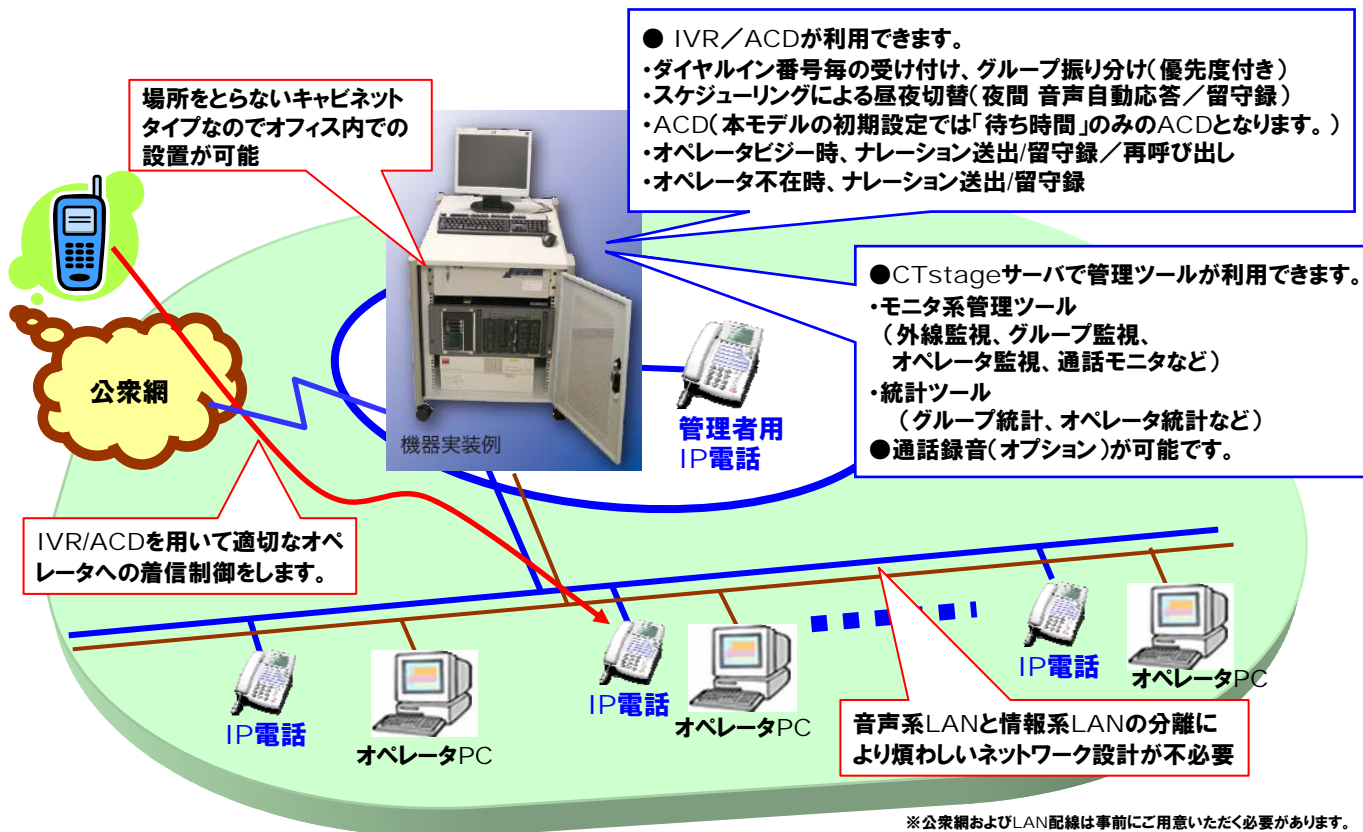 ● IVR／ACDが利用できます。
・ダイヤルイン番号毎の受け付け、グループ振り分け（優先度付き）
・スケジューリングによる昼夜切替（夜間 音声自動応答／留守録）
・ACD（本モデルの初期設定では「待ち時間」のみのACDとなります。）
・オペレータビジー時、ナレーション送出/留守録／再呼び出し
・オペレータ不在時、ナレーション送出/留守録
場所をとらないキャビネット
タイプなのでオフィス内での
設置が可能
●CTstageサーバで管理ツールが利用できます。
・モニタ系管理ツール
（外線監視、グループ監視、
オペレータ監視、通話モニタなど）
・統計ツール
（グループ統計、オペレータ統計など）
●通話録音（オプション）が可能です。
公衆網
機器実装例
管理者用
IP電話
IVR/ACDを用いて適切なオペ
レータへの着信制御をします。
IP電話
オペレータPC
IP電話
オペレータPC
IP電話
オペレータPC
音声系LANと情報系LANの分離に
より煩わしいネットワーク設計が不必要
※公衆網およびLAN配線は事前にご用意いただく必要があります。